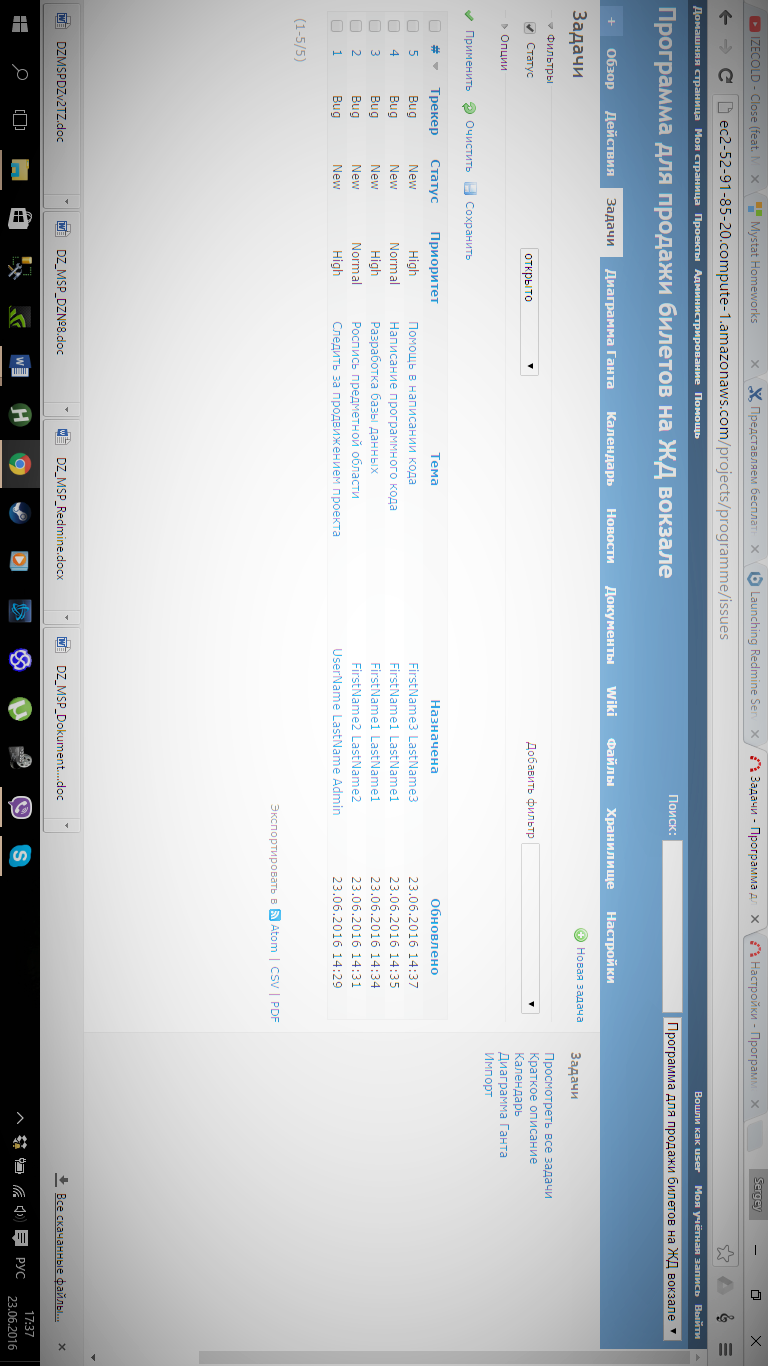 IZECOLD - Close (feat. M
Mystat Homeworks
Представляем бесплат
Launching Redmine Ser
Задачи - Программа д
Настройки - Программ
Sergey
ec2-52-91-85-20.compute-1.amazonaws.com/projects/programme/issues
Домашняя страница Моя страница Проекты Администрирование Помощь
Вошли как user Моя учётная запись Выйти
Программа для продажи билетов на ЖД вокзале
Поиск:
Программа для продажи билетов на ЖД вокзале
+ Обзор Действия Задачи Диаграмма Ганта Календарь Новости Документы Wiki Файлы Хранилище Настройки
Задачи
Новая задача
Фильтры
Статус
открыто
Добавить фильтр
Опции
Применить Очистить Сохранить
# Трекер Статус Приоритет Тема Назначена Обновлено
5 Bug New High Помощь в написании кода FirstName3 LastName3 23.06.2016 14:37
4 Bug New Normal Написание программного кода FirstName1 LastName1 23.06.2016 14:35
3 Bug New High Разработка базы данных FirstName1 LastName1 23.06.2016 14:34
2 Bug New Normal Роспись предметной области FirstName2 LastName2 23.06.2016 14:31
1 Bug New High Следить за продвижением проекта UserName LastName Admin 23.06.2016 14:29
(1-5/5)
Экспортировать в Atom | CSV | PDF
Задачи
Просмотреть все задачи
Краткое описание
Календарь
Диаграмма Ганта
Импорт
DZMSPDZv2TZ.doc
DZ_MSP_DZNº8.doc
DZ_MSP_Redmine.docx
DZ_MSP_Dokument....doc
Все скачанные файлы...
РУС
17:37
23.06.2016